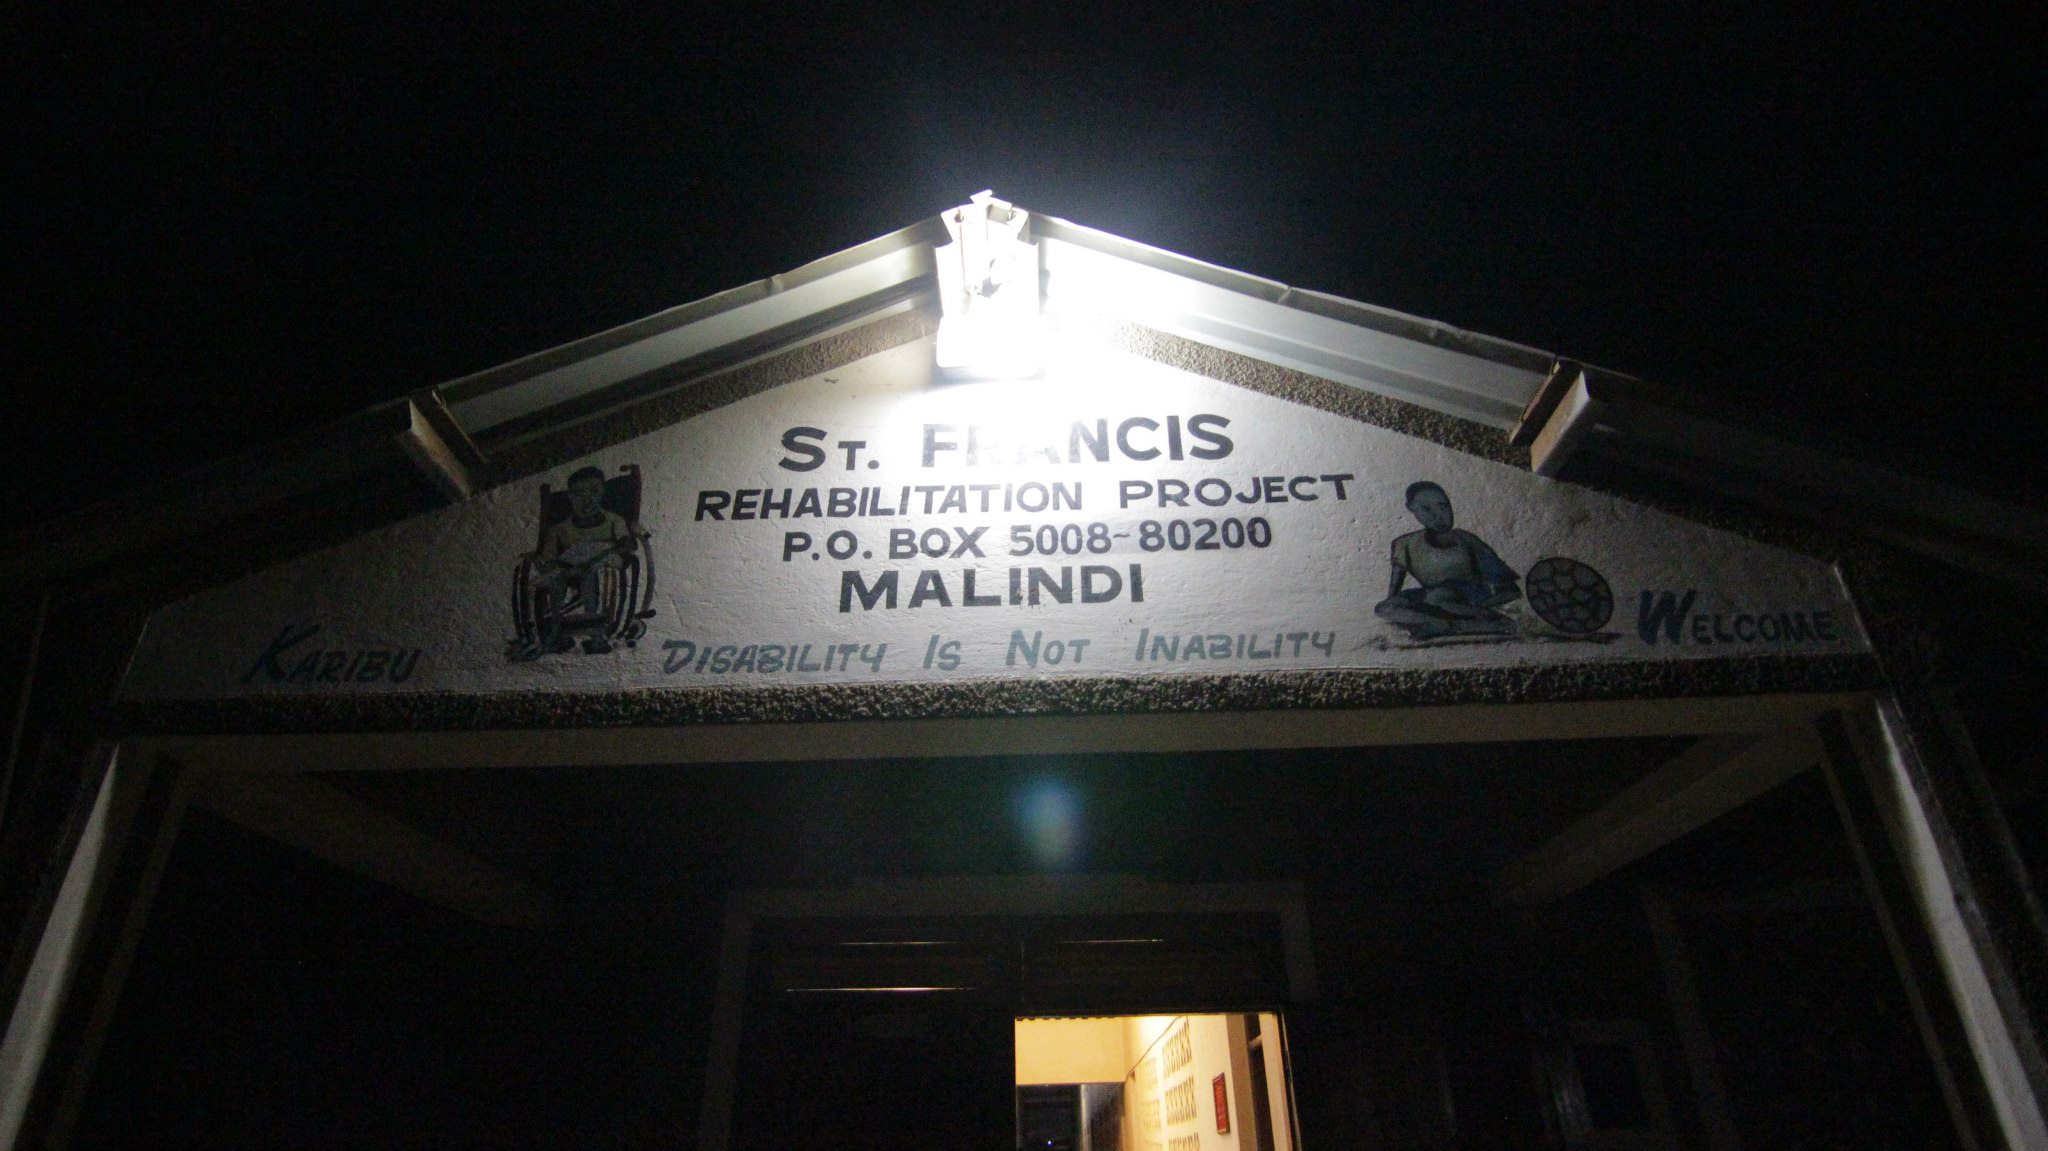 ST. FRANCIS
REHABILITATION PROJECT
P.O. BOX 5008-80200
MALINDI
KARIBU
DISABILITY IS NOT INABILITY
WELCOME